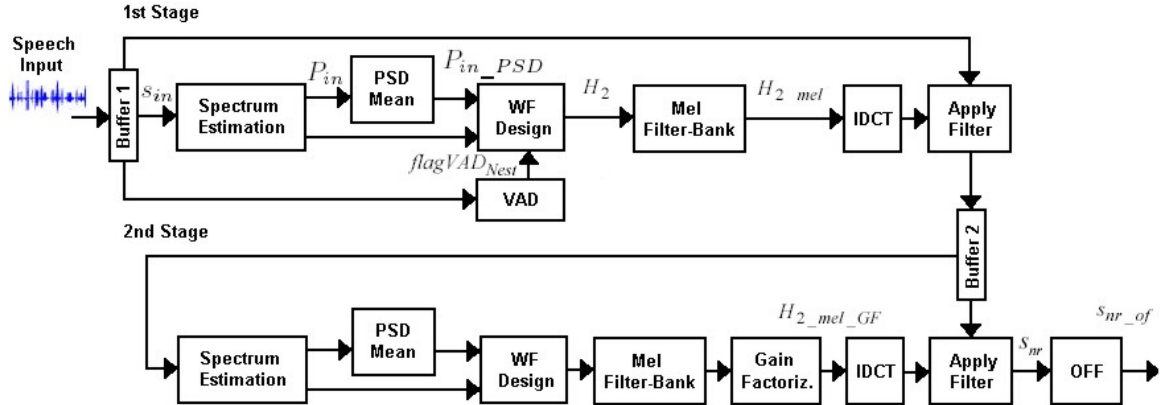 1st Stage
Speech
Input
Buffer 1
s_in
Spectrum
Estimation
P_in
PSD
Mean
P_in_PSD
WF
Design
flagVAD_Nest
VAD
H_2
Mel
Filter-Bank
H_2 mel
IDCT
Apply
Filter
Buffer 2
2nd Stage
Spectrum
Estimation
PSD
Mean
WF
Design
Mel
Filter-Bank
Gain
Factoriz.
H_2_mel_GF
IDCT
Apply
Filter
s_nr
OFF
s_nr_of